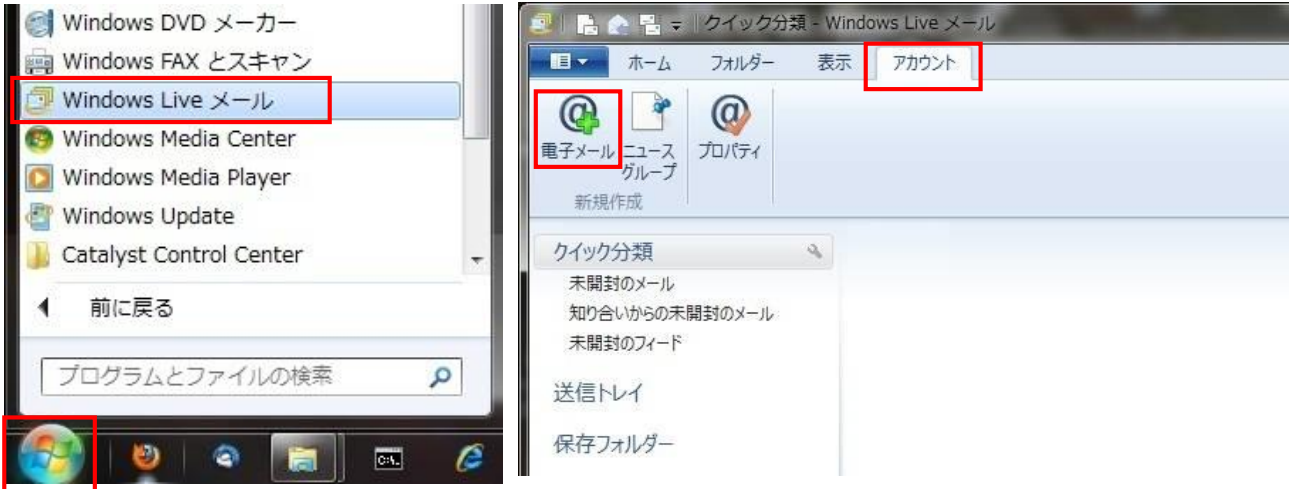 Windows DVD メーカー
Windows FAX とスキャン
Windows Live メール
Windows Media Center
Windows Media Player
Windows Update
Catalyst Control Center
前に戻る
プログラムとファイルの検索
C:\.
クイック分類 - Windows Live メール
ホーム フォルダー 表示 アカウント
電子メール ニュース プロパティ
グループ
新規作成
クイック分類
未開封のメール
知り合いからの未開封のメール
未開封のフィード
送信トレイ
保存フォルダー